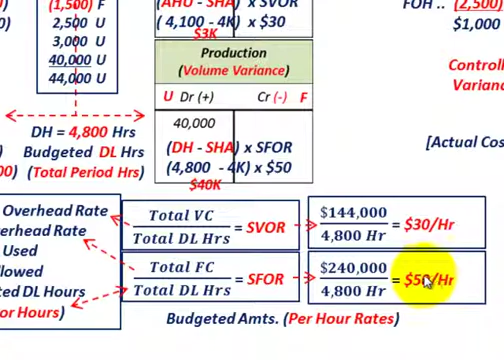 (1,500) F
2,500 U
3,000 U
40,000 U
44,000 U
(AHU - SHA) x SVOR
(4,100 - 4K) x $30
$3K
FOH .. (2,500)
$1,000
Production
(Volume Variance)
U Dr (+) Cr (-) F
40,000
(DH - SHA) x SFOR
(4,800 - 4K) x $50
$40K
Controll
Varianc
[Actual Cos
DH = 4,800 Hrs
Budgeted DL Hrs
(Total Period Hrs)
Overhead Rate
verhead Rate
Used
llowed
ted DL Hours
or Hours)
Total VC
Total DL Hrs
= SVOR
$144,000
4,800 Hr
= $30/Hr
Total FC
Total DL Hrs
= SFOR
$240,000
4,800 Hr
= $50/Hr
Budgeted Amts. (Per Hour Rates)